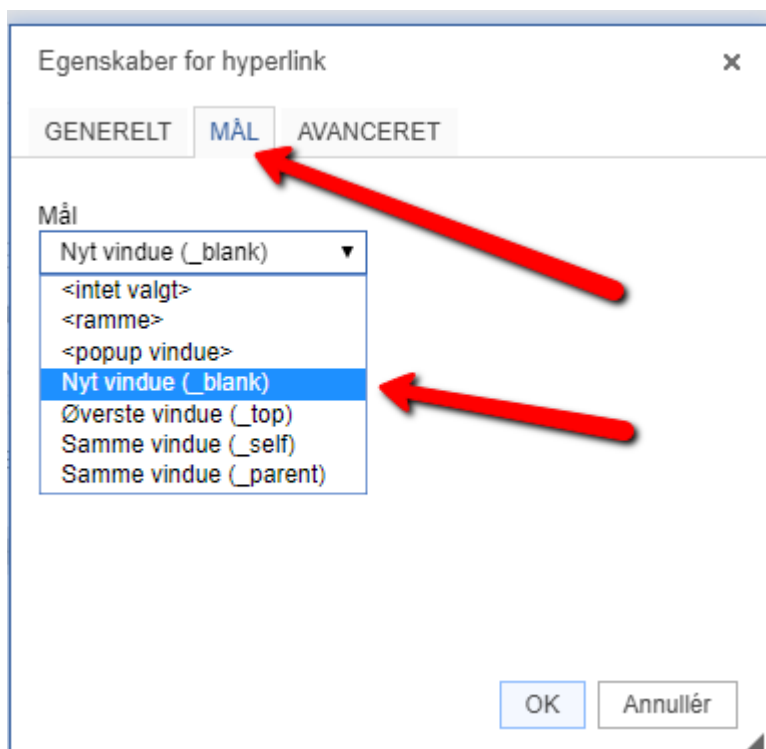 Egenskaber for hyperlink
GENERELT MÅL AVANCERET
Mål
Nyt vindue (_blank)
<intet valgt>
<ramme>
<popup vindue>
Nyt vindue (_blank)
Øverste vindue (_top)
Samme vindue (_self)
Samme vindue (_parent)
OK Annullér